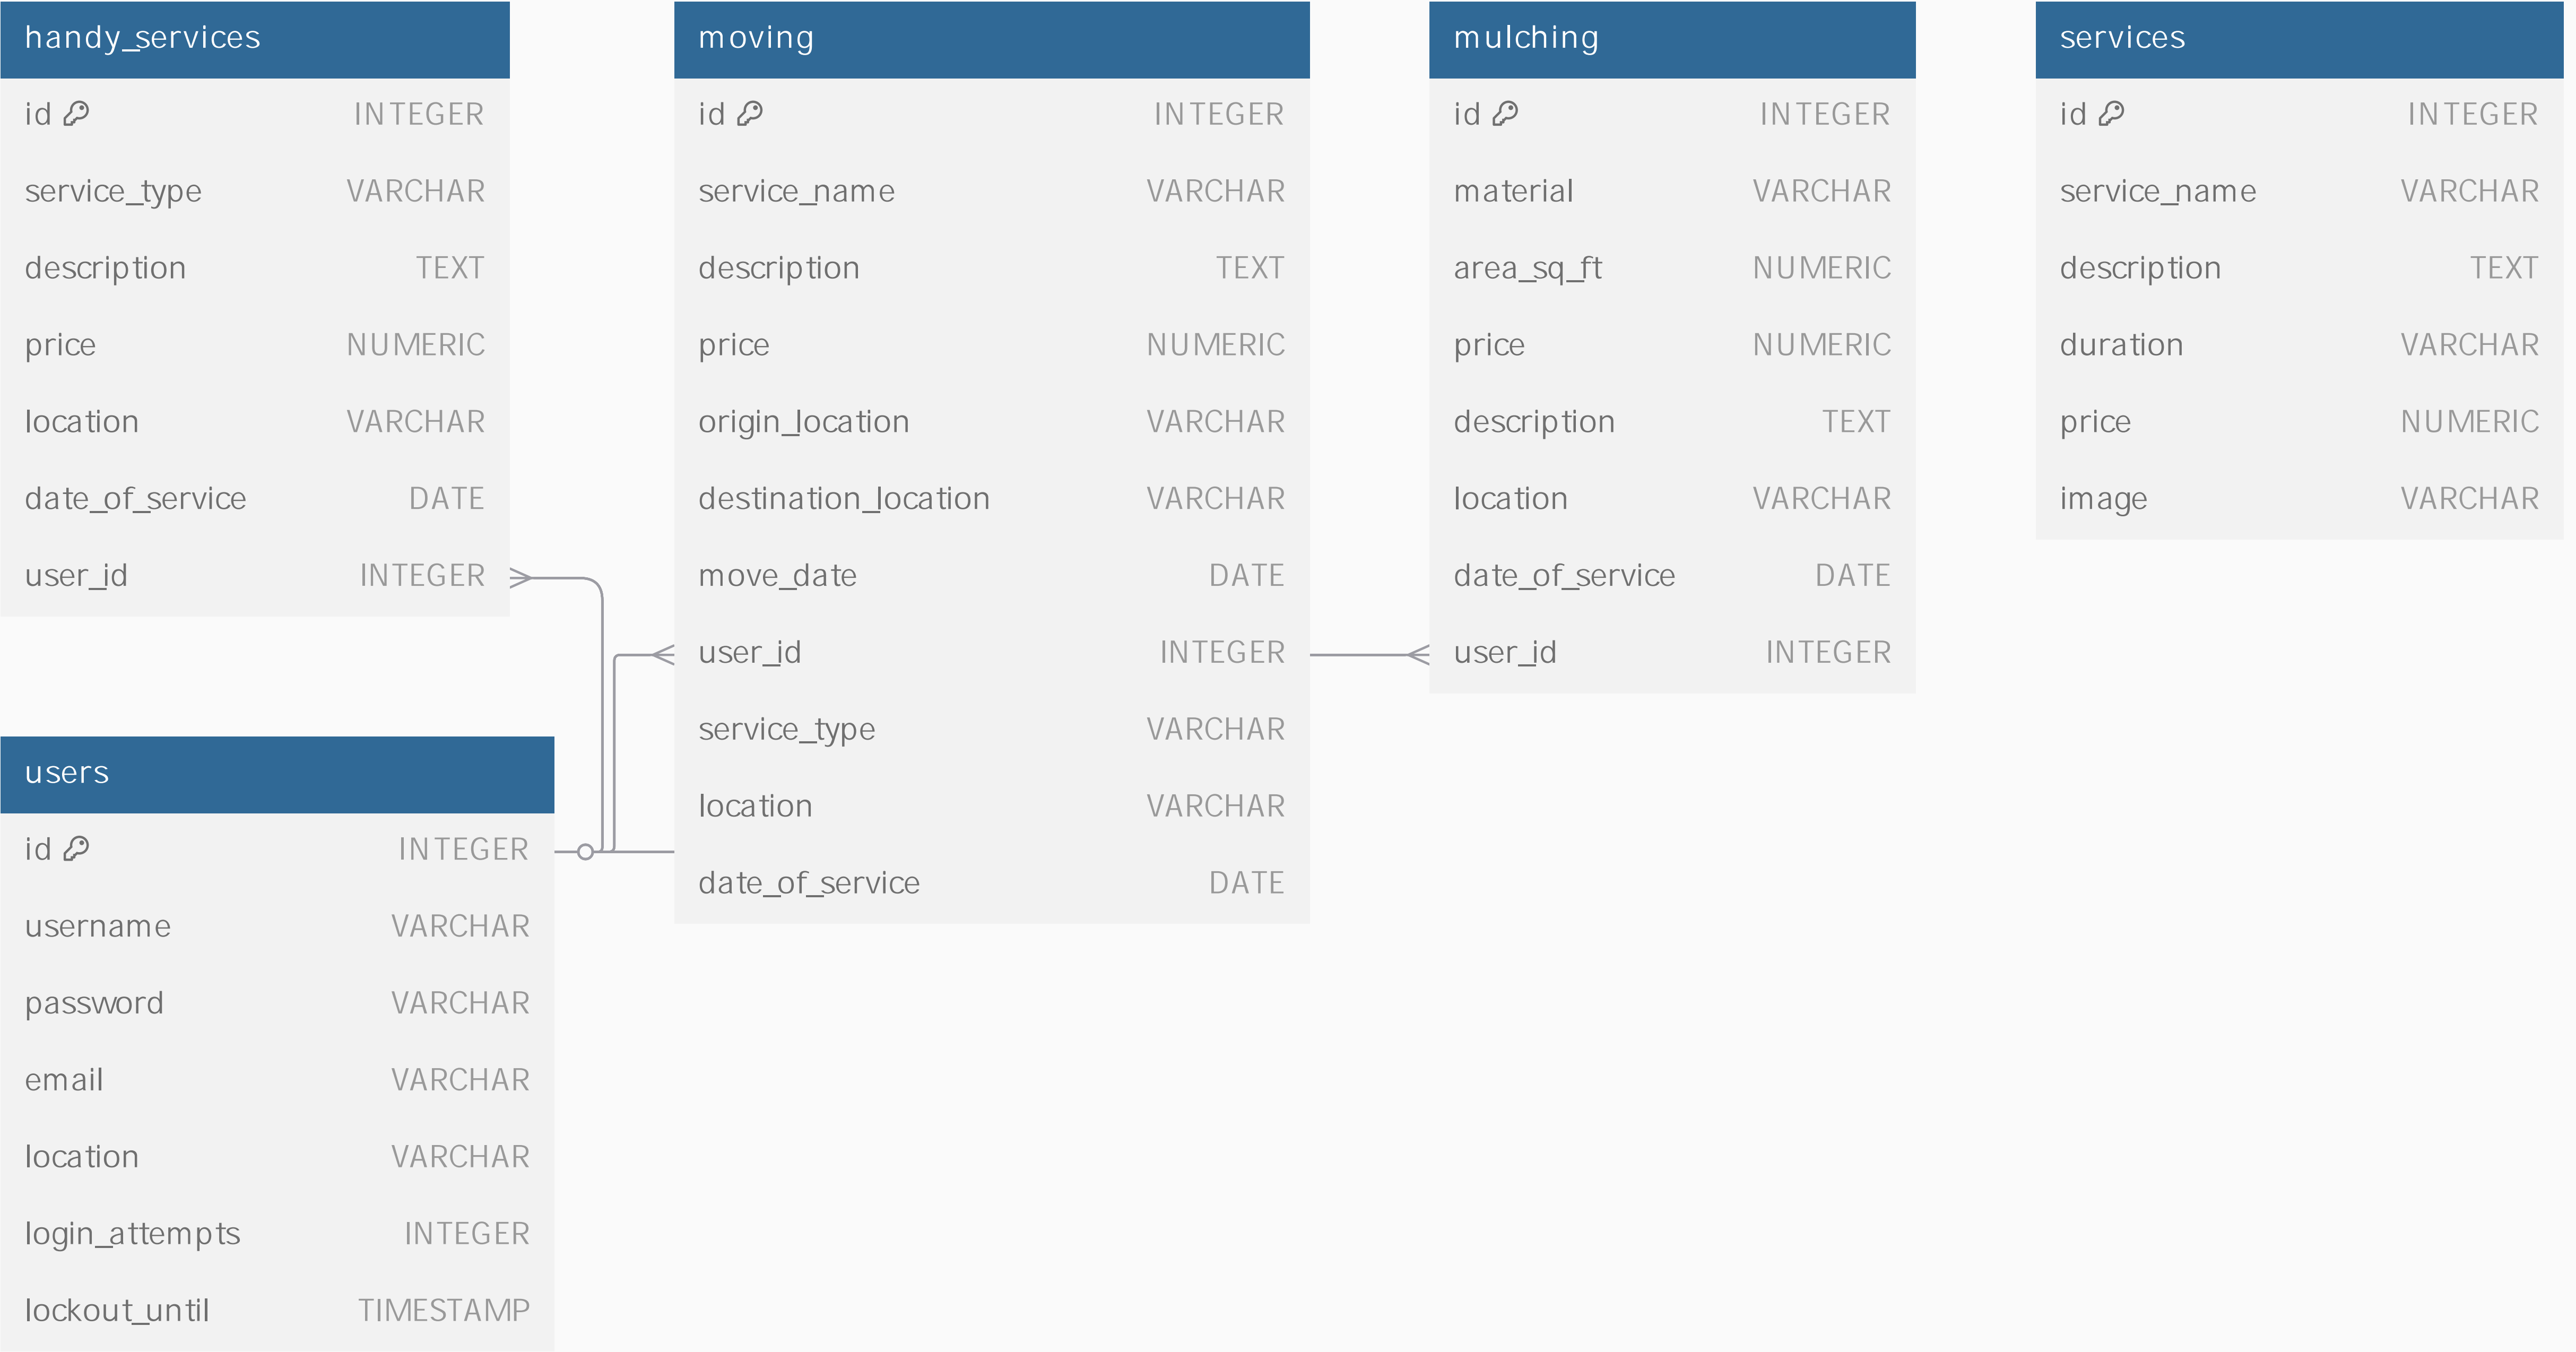 handy_services
id INTEGER
service_type VARCHAR
description TEXT
price NUMERIC
location VARCHAR
date_of_service DATE
user_id INTEGER
users
id INTEGER
username VARCHAR
password VARCHAR
email VARCHAR
location VARCHAR
login_attempts INTEGER
lockout_until TIMESTAMP
moving
id INTEGER
service_name VARCHAR
description TEXT
price NUMERIC
origin_location VARCHAR
destination_location VARCHAR
move_date DATE
user_id INTEGER
service_type VARCHAR
location VARCHAR
date_of_service DATE
mulching
id INTEGER
material VARCHAR
area_sq_ft NUMERIC
price NUMERIC
description TEXT
location VARCHAR
date_of_service DATE
user_id INTEGER
services
id INTEGER
service_name VARCHAR
description TEXT
duration VARCHAR
price NUMERIC
image VARCHAR